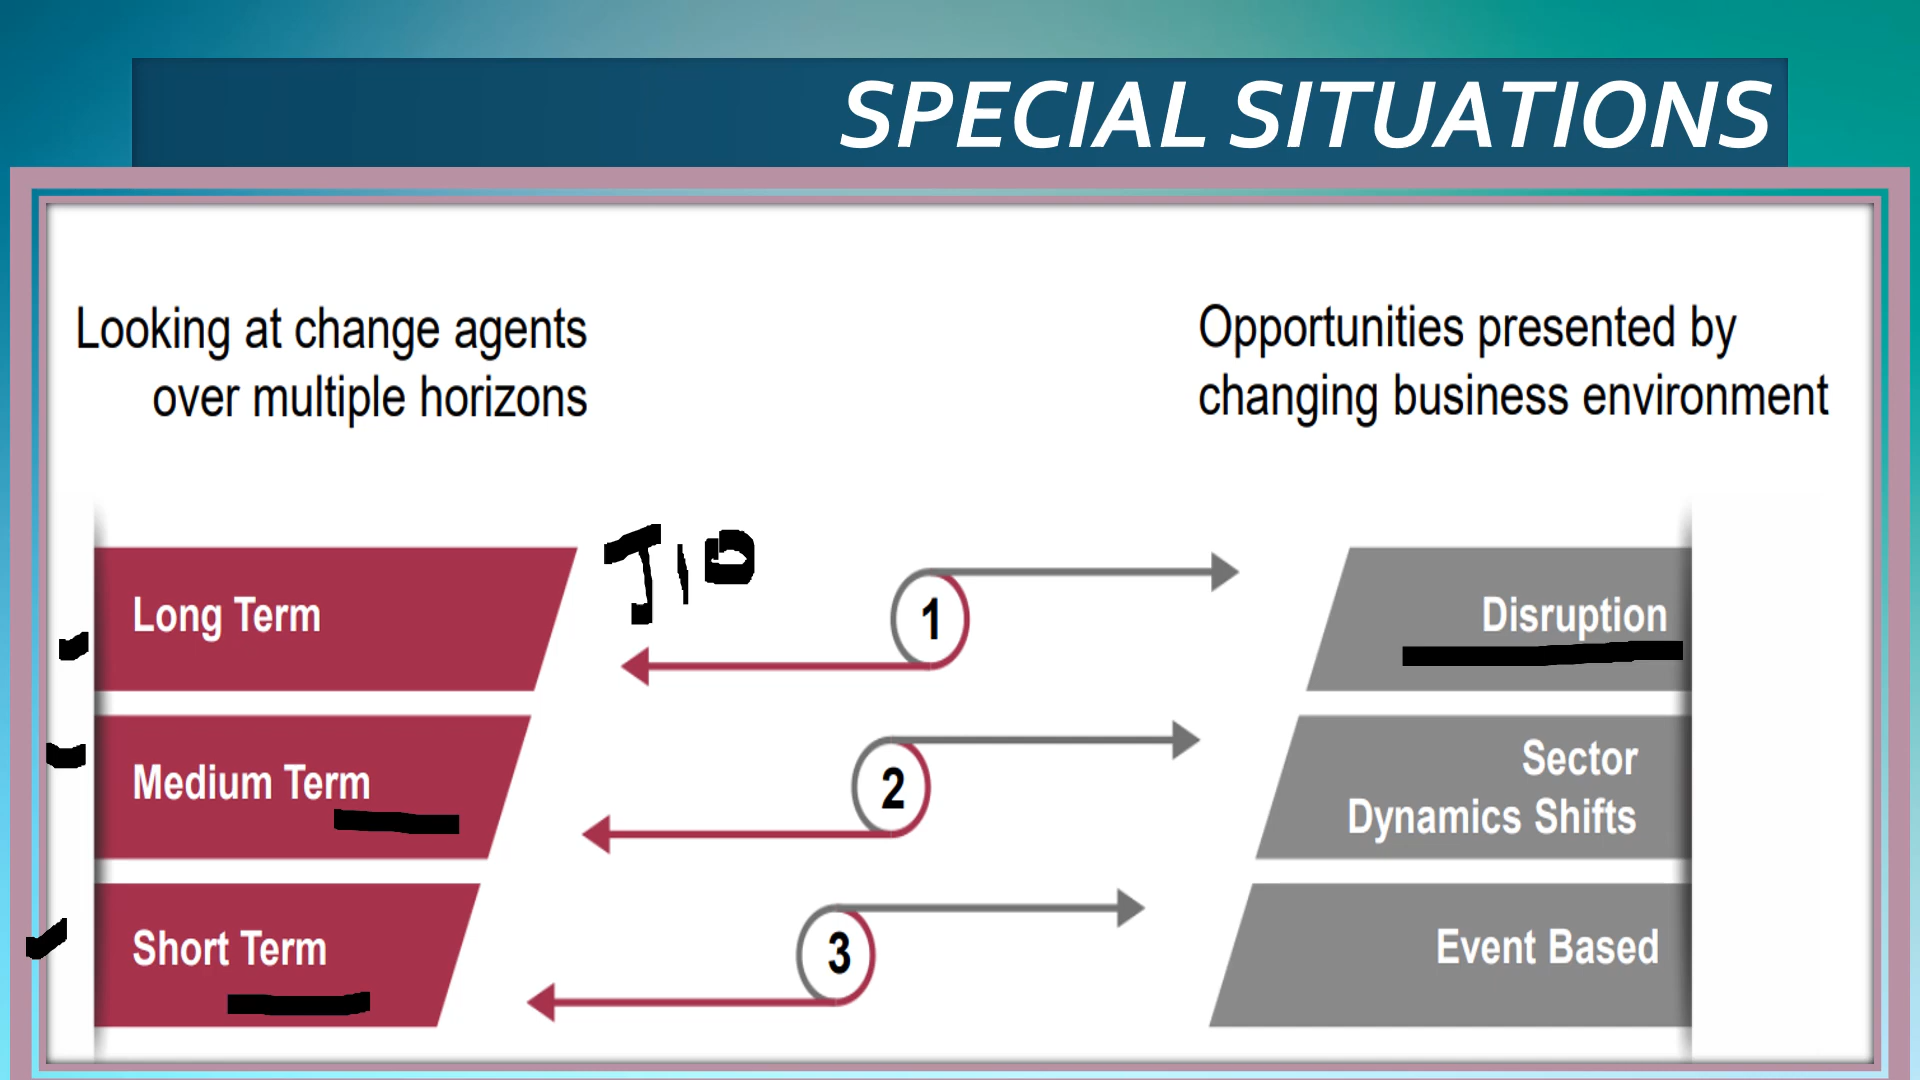 SPECIAL SITUATIONS
Looking at change agents
over multiple horizons
Opportunities presented by
changing business environment
Long Term
JIO
1
Disruption
Medium Term
2
Sector
Dynamics Shifts
Short Term
3
Event Based